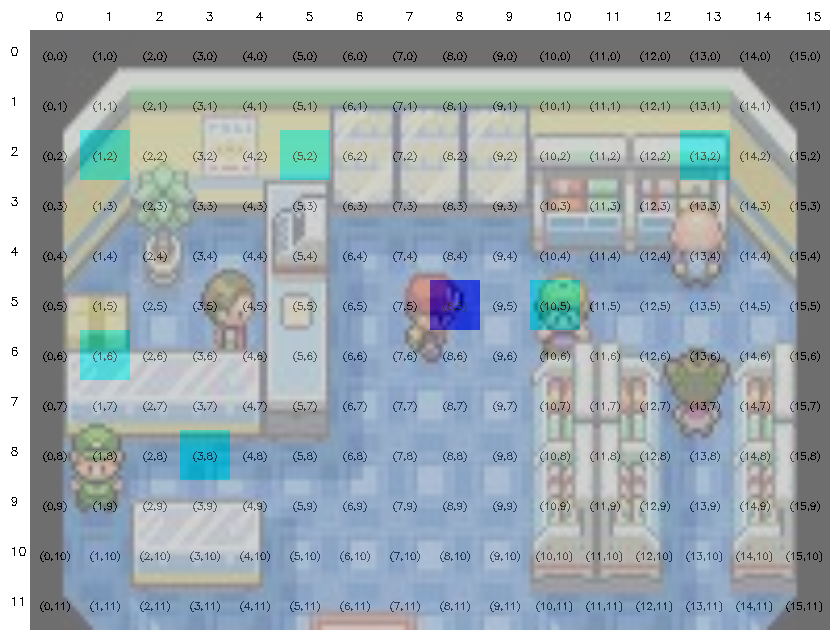 0 1 2 3 4 5 6 7 8 9 10 11 12 13 14 15
0 (0,0) (1,0) (2,0) (3,0) (4,0) (5,0) (6,0) (7,0) (8,0) (9,0) (10,0) (11,0) (12,0) (13,0) (14,0) (15,0)
1 (0,1) (1,1) (2,1) (3,1) (4,1) (5,1) (6,1) (7,1) (8,1) (9,1) (10,1) (11,1) (12,1) (13,1) (14,1) (15,1)
2 (0,2) (1,2) (2,2) (3,2) (4,2) (5,2) (6,2) (7,2) (8,2) (9,2) (10,2) (11,2) (12,2) (13,2) (14,2) (15,2)
3 (0,3) (1,3) (2,3) (3,3) (4,3) (5,3) (6,3) (7,3) (8,3) (9,3) (10,3) (11,3) (12,3) (13,3) (14,3) (15,3)
4 (0,4) (1,4) (2,4) (3,4) (4,4) (5,4) (6,4) (7,4) (8,4) (9,4) (10,4) (11,4) (12,4) (13,4) (14,4) (15,4)
5 (0,5) (1,5) (2,5) (3,5) (4,5) (5,5) (6,5) (7,5) (8,5) (9,5) (10,5) (11,5) (12,5) (13,5) (14,5) (15,5)
6 (0,6) (1,6) (2,6) (3,6) (4,6) (5,6) (6,6) (7,6) (8,6) (9,6) (10,6) (11,6) (12,6) (13,6) (14,6) (15,6)
7 (0,7) (1,7) (2,7) (3,7) (4,7) (5,7) (6,7) (7,7) (8,7) (9,7) (10,7) (11,7) (12,7) (13,7) (14,7) (15,7)
8 (0,8) (1,8) (2,8) (3,8) (4,8) (5,8) (6,8) (7,8) (8,8) (9,8) (10,8) (11,8) (12,8) (13,8) (14,8) (15,8)
9 (0,9) (1,9) (2,9) (3,9) (4,9) (5,9) (6,9) (7,9) (8,9) (9,9) (10,9) (11,9) (12,9) (13,9) (14,9) (15,9)
10 (0,10) (1,10) (2,10) (3,10) (4,10) (5,10) (6,10) (7,10) (8,10) (9,10) (10,10) (11,10) (12,10) (13,10) (14,10) (15,10)
11 (0,11) (1,11) (2,11) (3,11) (4,11) (5,11) (6,11) (7,11) (8,11) (9,11) (10,11) (11,11) (12,11) (13,11) (14,11) (15,11)